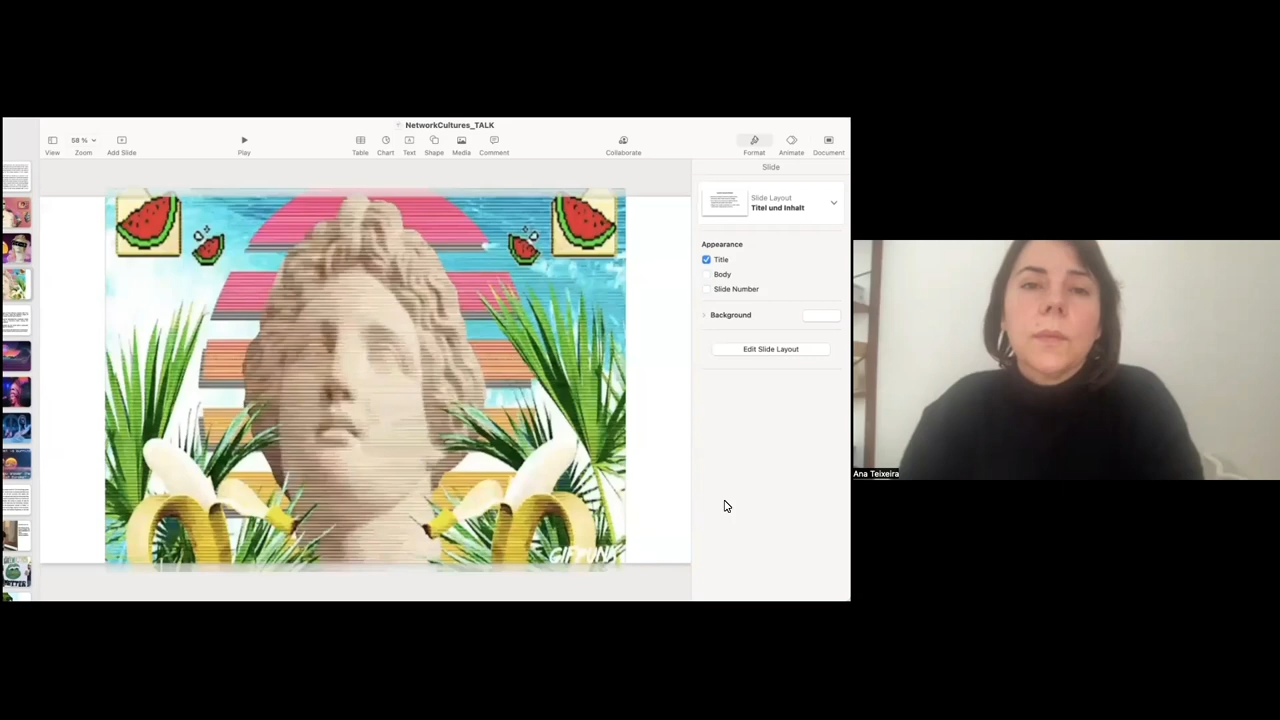 NetworkCultures_TALK
58 %
View
Zoom
Add Slide
Play
Table
Chart
Text
Shape
Media
Comment
Collaborate
Format
Animate
Document
Slide
Slide Layout
Titel und Inhalt
Appearance
Title
Body
Slide Number
Background
Edit Slide Layout
GIFPUNK
Ana Teixeira